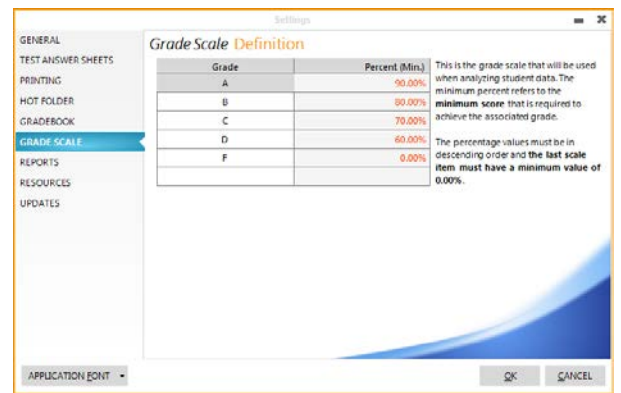 Settings
GENERAL
TEST ANSWER SHEETS
PRINTING
HOT FOLDER
GRADEBOOK
GRADE SCALE
REPORTS
RESOURCES
UPDATES
Grade Scale Definition
Grade Percent (Min.)
A 90.00%
B 80.00%
C 70.00%
D 60.00%
F 0.00%
This is the grade scale that will be used
when analyzing student data. The
minimum percent refers to the
minimum score that is required to
achieve the associated grade.
The percentage values must be in
descending order and the last scale
item must have a minimum value of
0.00%.
APPLICATION FONT
OK
CANCEL